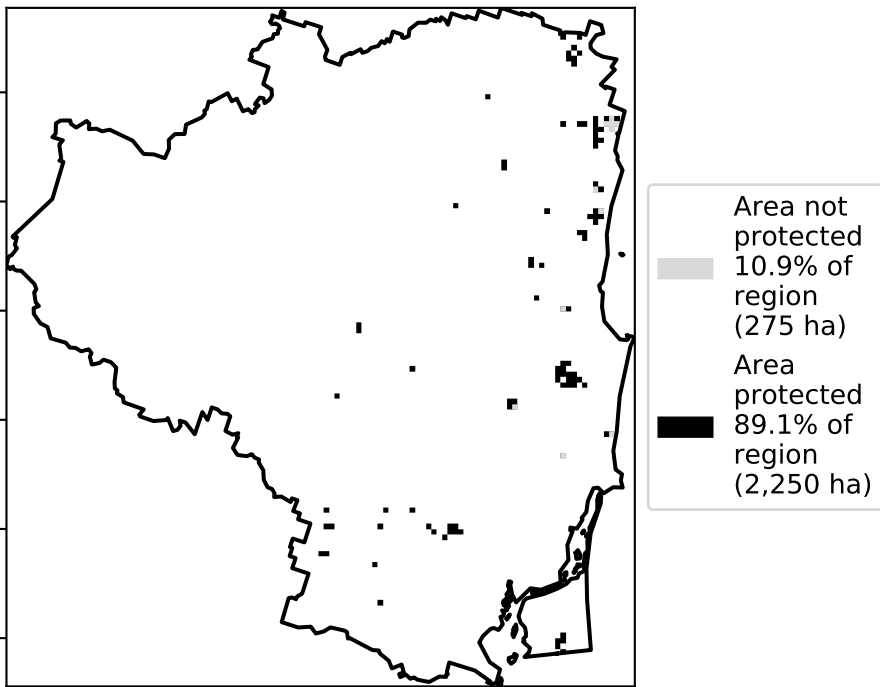 Area not
protected
10.9% of
region
(275 ha)
Area
protected
89.1% of
region
(2,250 ha)